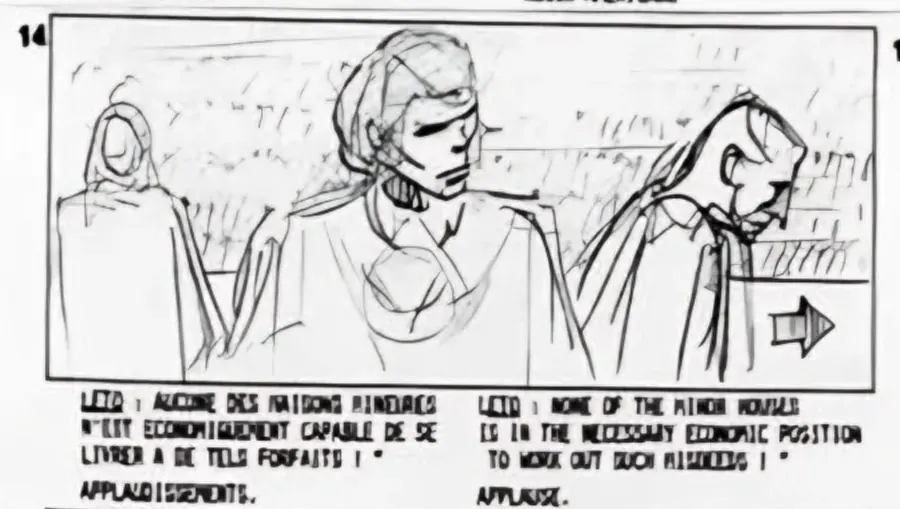 14
LETO : AUCUNE DES MAISONS MINEURES
N'EST ECONOMIQUEMENT CAPABLE DE SE
LIVRER A DE TELS FORFAITS ! "
APPLAUDISSEMENTS.
LETO : NONE OF THE MINOR HOUSES
IS IN THE NECESSARY ECONOMIC POSITION
TO WORK OUT SUCH MISDEEDS ! "
APPLAUSE.